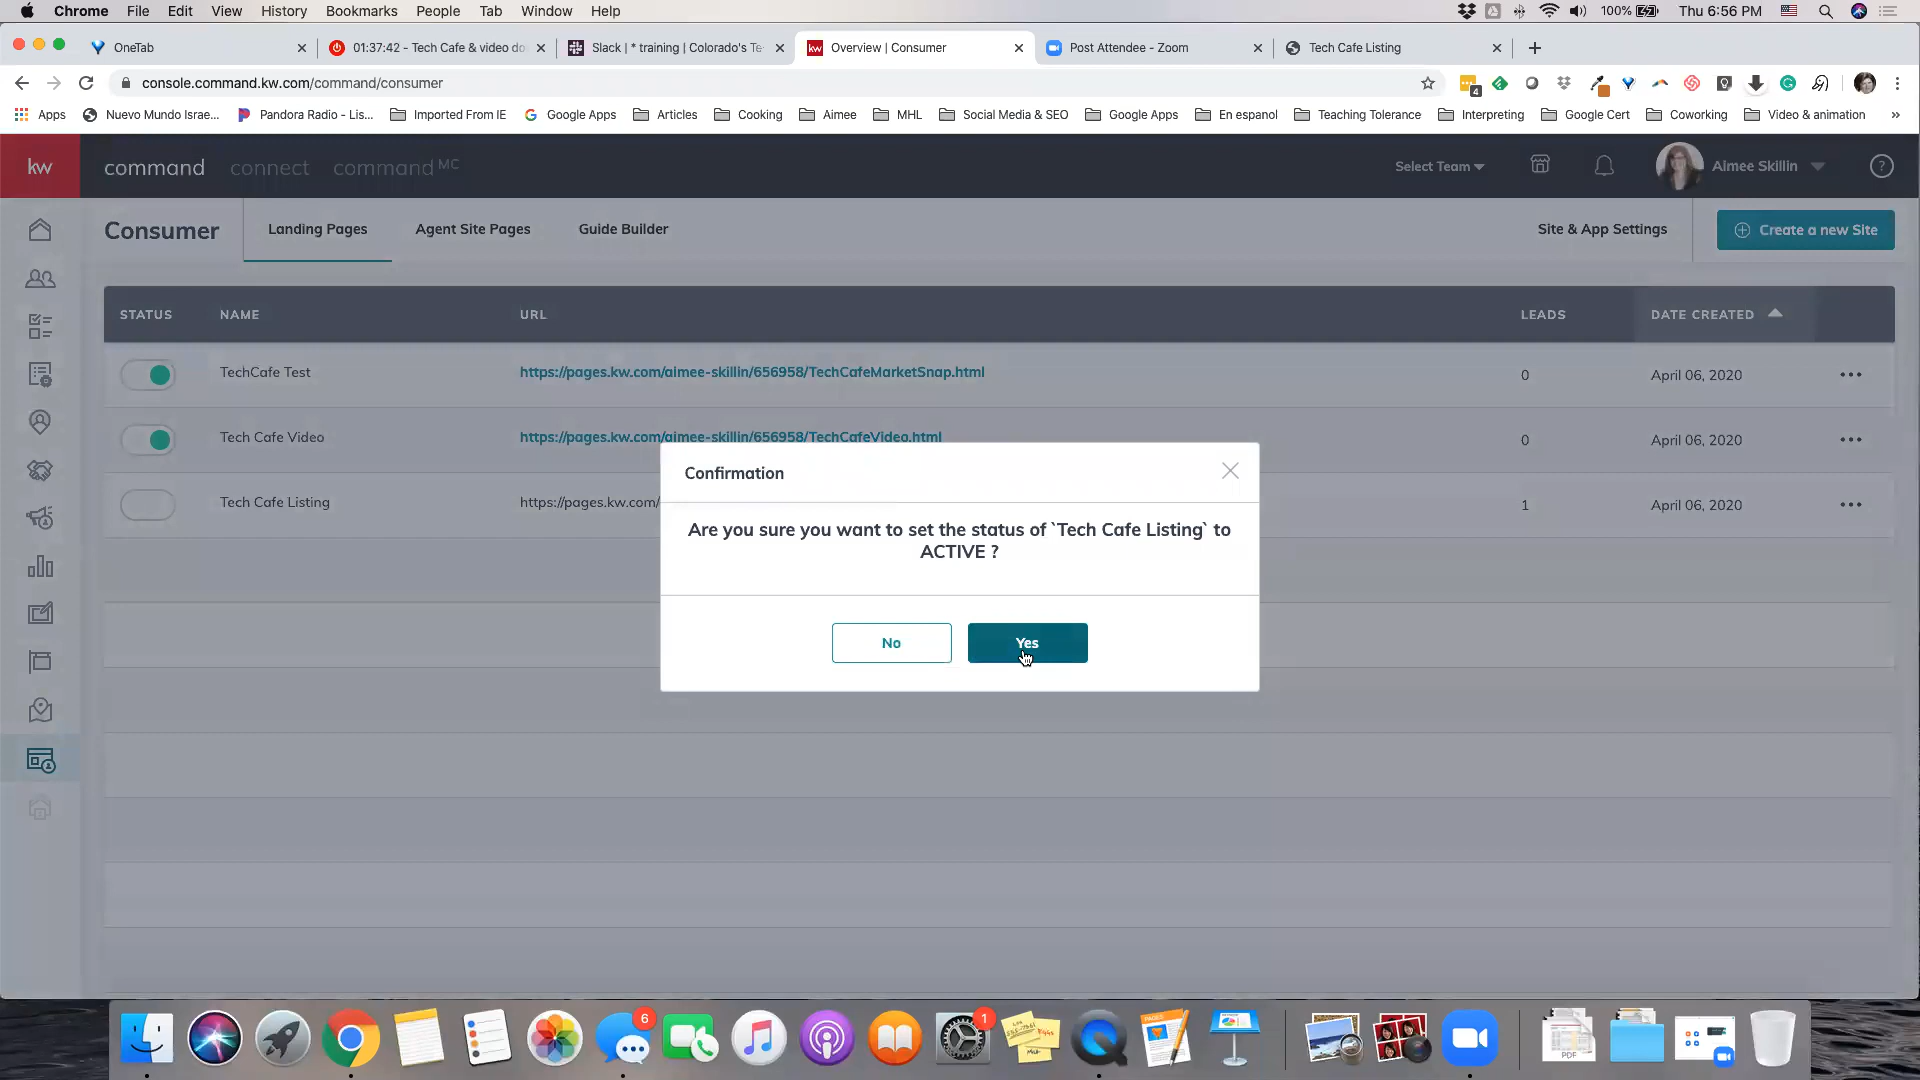 Chrome File Edit View History Bookmarks People Tab Window Help 100% Thu 6:56 PM
OneTab 01:37:42 - Tech Cafe & video do Slack | * training | Colorado's Te kw Overview | Consumer Post Attendee - Zoom Tech Cafe Listing
console.command.kw.com/command/consumer 4
Apps Nuevo Mundo Israe... Pandora Radio - Lis... Imported From IE Google Apps Articles Cooking Aimee MHL Social Media & SEO Google Apps En espanol Teaching Tolerance Interpreting Google Cert Coworking Video & animation »
kw command connect command MC Select Team Aimee Skillin ?
Consumer Landing Pages Agent Site Pages Guide Builder Site & App Settings Create a new Site
STATUS NAME URL LEADS DATE CREATED
TechCafe Test https://pages.kw.com/aimee-skillin/656958/TechCafeMarketSnap.html 0 April 06, 2020
Tech Cafe Video https://pages.kw.com/aimee-skillin/656958/TechCafeVideo.html 0 April 06, 2020
Tech Cafe Listing https://pages.kw.com/ 1 April 06, 2020
Confirmation
Are you sure you want to set the status of `Tech Cafe Listing` to
ACTIVE ?
No Yes
6 1
PAGES
PDF